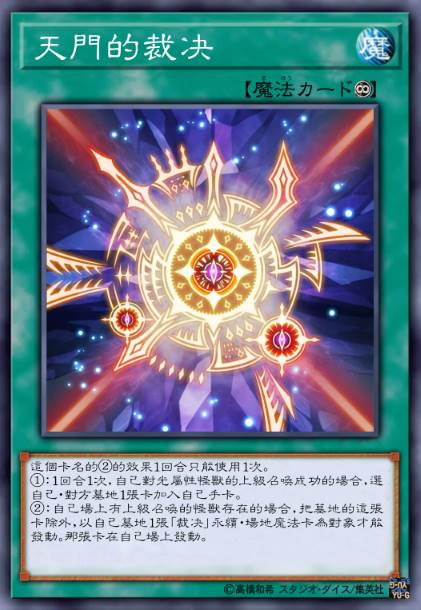 天門的裁決
魔
【魔法カード♾】
ま ほう
這個卡名的②的效果1回合只能使用1次。
①：1回合1次，自己對光屬性怪獸的上級召喚成功的場合，選
自己・對方墓地1張卡加入自己手卡。
②：自己場上有上級召喚的怪獸存在的場合，把墓地的這張
卡除外，以自己墓地1張「裁決」永續・場地魔法卡為對象才能
發動。那張卡在自己場上發動。
©高橋和希 スタジオ・ダイス/集英社